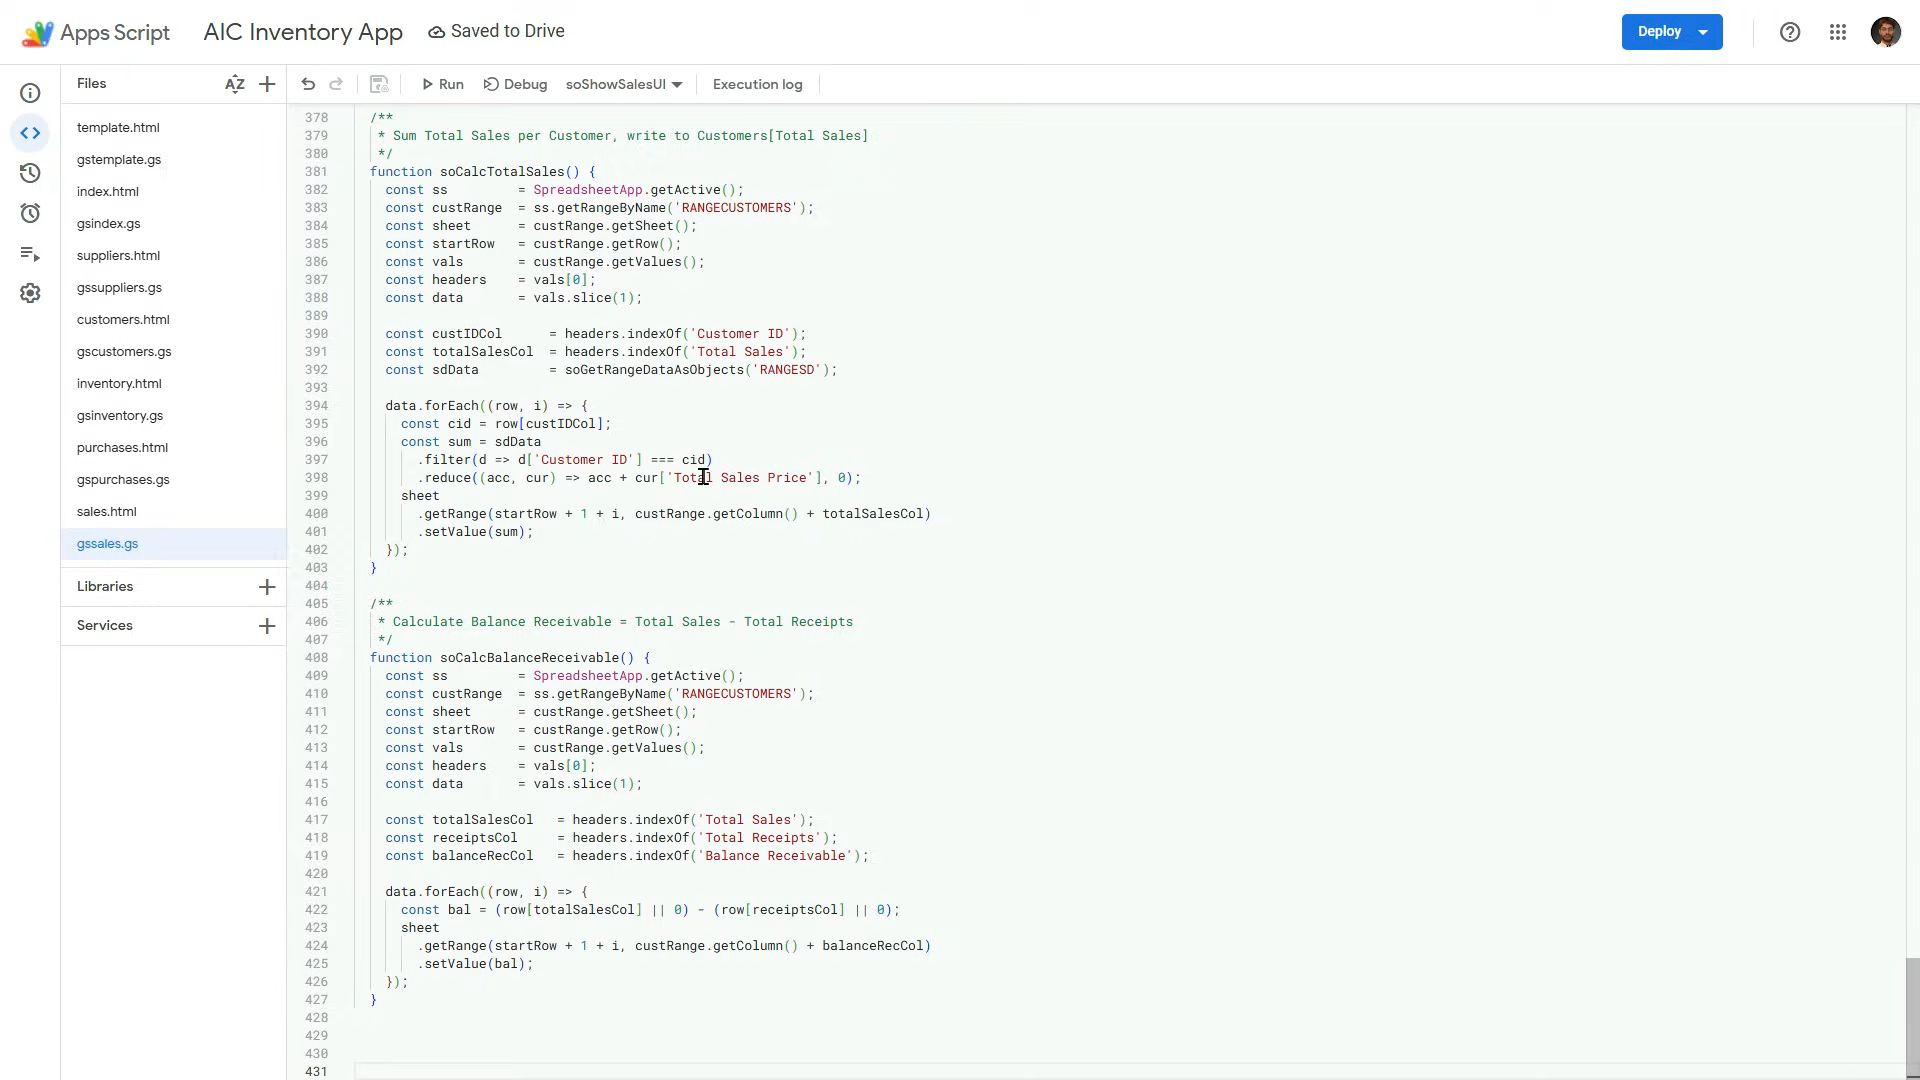 Apps Script
AIC Inventory App
Saved to Drive
Deploy
Files
Run
Debug
soShowSalesUI
Execution log
template.html
gstemplate.gs
index.html
gsindex.gs
suppliers.html
gssuppliers.gs
customers.html
gscustomers.gs
inventory.html
gsinventory.gs
purchases.html
gspurchases.gs
sales.html
gssales.gs
Libraries
Services
378 /**
379  * Sum Total Sales per Customer, write to Customers[Total Sales]
380  */
381 function soCalcTotalSales() {
382   const ss         = SpreadsheetApp.getActive();
383   const custRange  = ss.getRangeByName('RANGECUSTOMERS');
384   const sheet      = custRange.getSheet();
385   const startRow   = custRange.getRow();
386   const vals       = custRange.getValues();
387   const headers    = vals[0];
388   const data       = vals.slice(1);
389
390   const custIDCol      = headers.indexOf('Customer ID');
391   const totalSalesCol  = headers.indexOf('Total Sales');
392   const sdData         = soGetRangeDataAsObjects('RANGESD');
393
394   data.forEach((row, i) => {
395     const cid = row[custIDCol];
396     const sum = sdData
397       .filter(d => d['Customer ID'] === cid)
398       .reduce((acc, cur) => acc + cur['Total Sales Price'], 0);
399     sheet
400       .getRange(startRow + 1 + i, custRange.getColumn() + totalSalesCol)
401       .setValue(sum);
402   });
403 }
404
405 /**
406  * Calculate Balance Receivable = Total Sales - Total Receipts
407  */
408 function soCalcBalanceReceivable() {
409   const ss         = SpreadsheetApp.getActive();
410   const custRange  = ss.getRangeByName('RANGECUSTOMERS');
411   const sheet      = custRange.getSheet();
412   const startRow   = custRange.getRow();
413   const vals       = custRange.getValues();
414   const headers    = vals[0];
415   const data       = vals.slice(1);
416
417   const totalSalesCol   = headers.indexOf('Total Sales');
418   const receiptsCol     = headers.indexOf('Total Receipts');
419   const balanceRecCol   = headers.indexOf('Balance Receivable');
420
421   data.forEach((row, i) => {
422     const bal = (row[totalSalesCol] || 0) - (row[receiptsCol] || 0);
423     sheet
424       .getRange(startRow + 1 + i, custRange.getColumn() + balanceRecCol)
425       .setValue(bal);
426   });
427 }
428
429
430
431